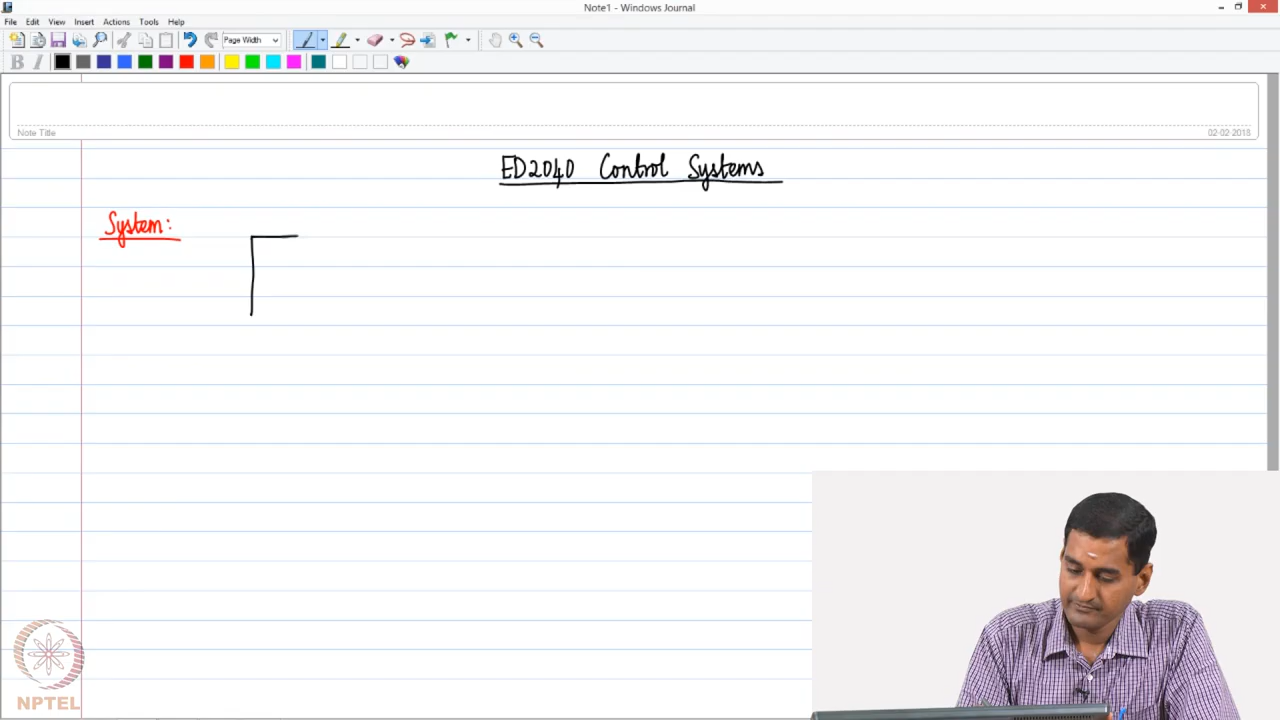 Note1 - Windows Journal
File Edit View Insert Actions Tools Help
Page Width
B I
Note Title
02-02-2018
ED2040 Control Systems
System:
NPTEL